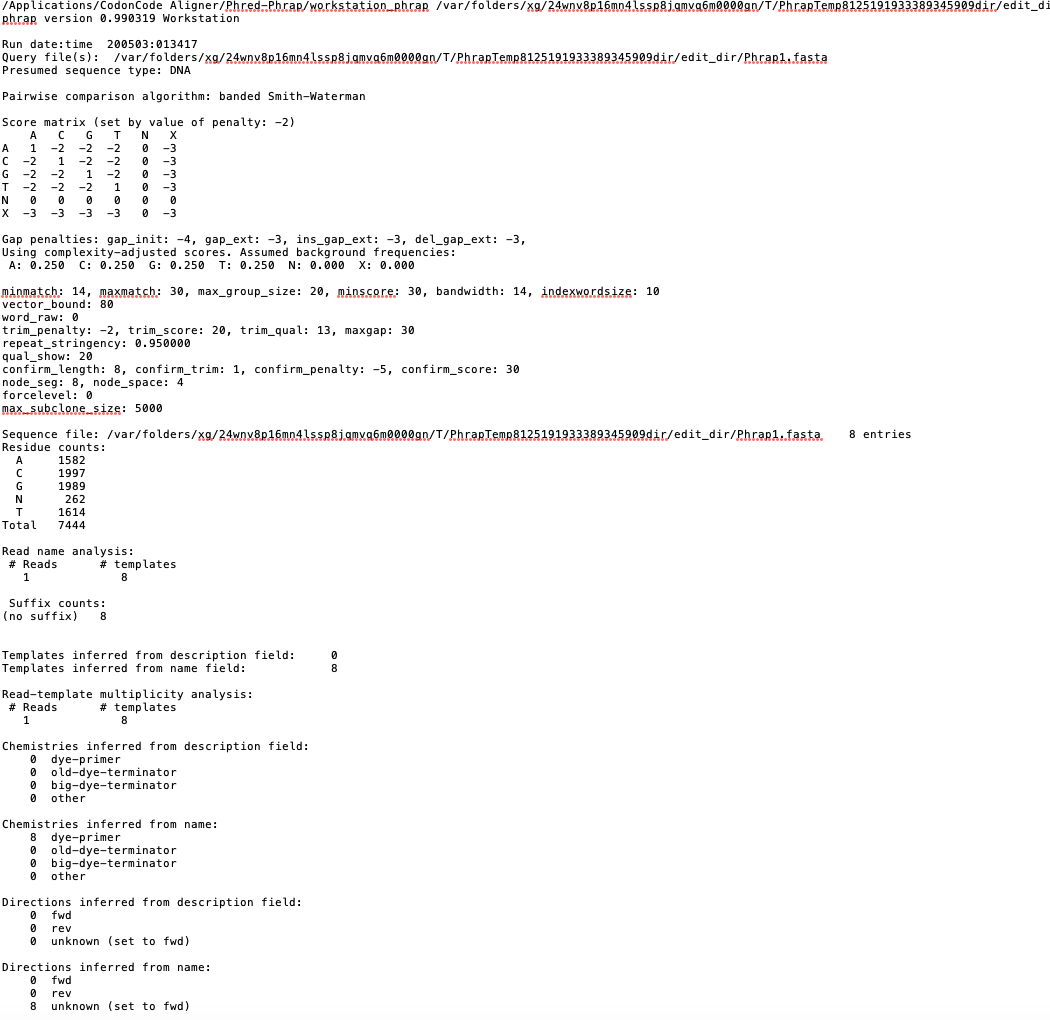 /Applications/CodonCode Aligner/Phred-Phrap/workstation_phrap /var/folders/xg/24wnv8p16mn4lssp8jqmvq6m0000gn/T/PhrapTemp8125191933389345909dir/edit_di
phrap version 0.990319 Workstation
Run date:time  200503:013417
Query file(s):  /var/folders/xg/24wnv8p16mn4lssp8jqmvq6m0000gn/T/PhrapTemp8125191933389345909dir/edit_dir/Phrap1.fasta
Presumed sequence type: DNA
Pairwise comparison algorithm: banded Smith-Waterman
Score matrix (set by value of penalty: -2)
    A   C   G   T   N   X
A   1  -2  -2  -2   0  -3
C  -2   1  -2  -2   0  -3
G  -2  -2   1  -2   0  -3
T  -2  -2  -2   1   0  -3
N   0   0   0   0   0   0
X  -3  -3  -3  -3   0  -3
Gap penalties: gap_init: -4, gap_ext: -3, ins_gap_ext: -3, del_gap_ext: -3,
Using complexity-adjusted scores. Assumed background frequencies:
 A: 0.250  C: 0.250  G: 0.250  T: 0.250  N: 0.000  X: 0.000
minmatch: 14, maxmatch: 30, max_group_size: 20, minscore: 30, bandwidth: 14, indexwordsize: 10
vector_bound: 80
word_raw: 0
trim_penalty: -2, trim_score: 20, trim_qual: 13, maxgap: 30
repeat_stringency: 0.950000
qual_show: 20
confirm_length: 8, confirm_trim: 1, confirm_penalty: -5, confirm_score: 30
node_seg: 8, node_space: 4
forcelevel: 0
max_subclone_size: 5000
Sequence file: /var/folders/xg/24wnv8p16mn4lssp8jqmvq6m0000gn/T/PhrapTemp8125191933389345909dir/edit_dir/Phrap1.fasta    8 entries
Residue counts:
  A     1582
  C     1997
  G     1989
  N      262
  T     1614
Total   7444
Read name analysis:
 # Reads      # templates
   1             8
 Suffix counts:
(no suffix)   8
Templates inferred from description field:     0
Templates inferred from name field:            8
Read-template multiplicity analysis:
 # Reads      # templates
   1             8
Chemistries inferred from description field:
    0  dye-primer
    0  old-dye-terminator
    0  big-dye-terminator
    0  other
Chemistries inferred from name:
    8  dye-primer
    0  old-dye-terminator
    0  big-dye-terminator
    0  other
Directions inferred from description field:
    0  fwd
    0  rev
    0  unknown (set to fwd)
Directions inferred from name:
    0  fwd
    0  rev
    8  unknown (set to fwd)